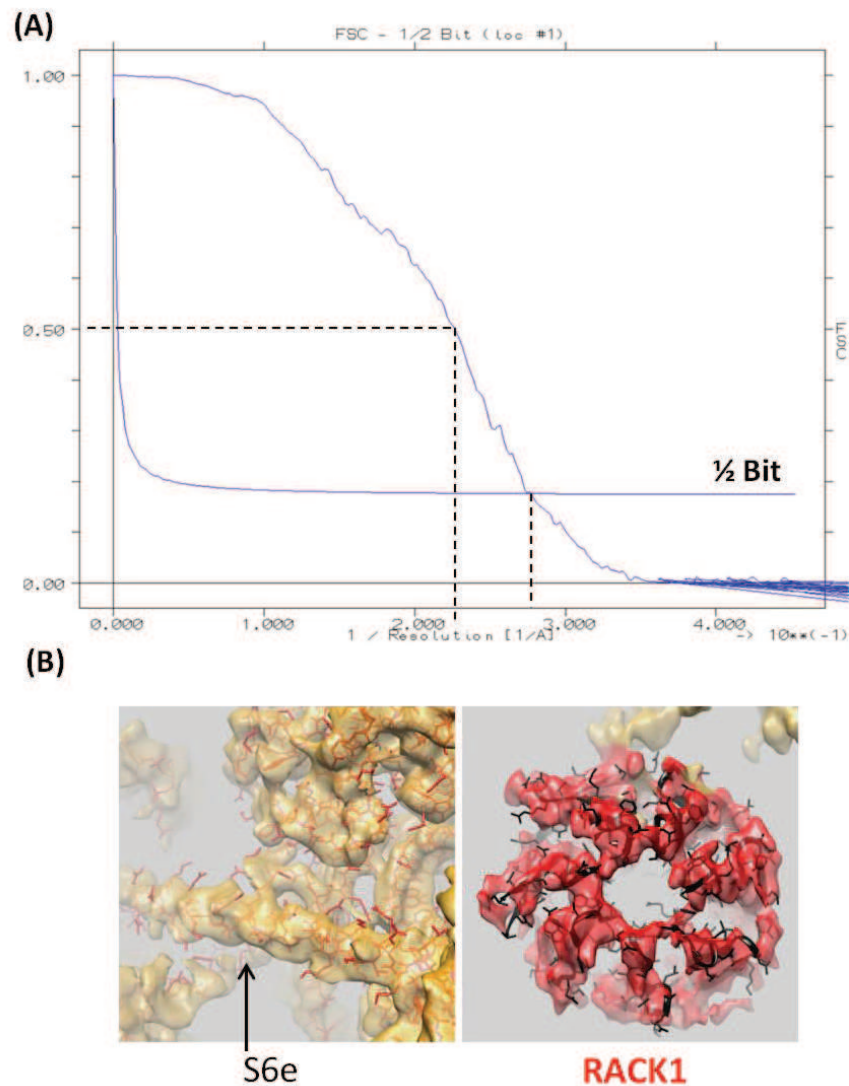 (A)
FSC - 1/2 Bit (loc #1)
1.00
0.50
FSC
½ Bit
0.00
0.000 1.000 2.000 3.000 4.000
1 / Resolution [1/A] -> 10**(-1)
(B)
S6e
RACK1